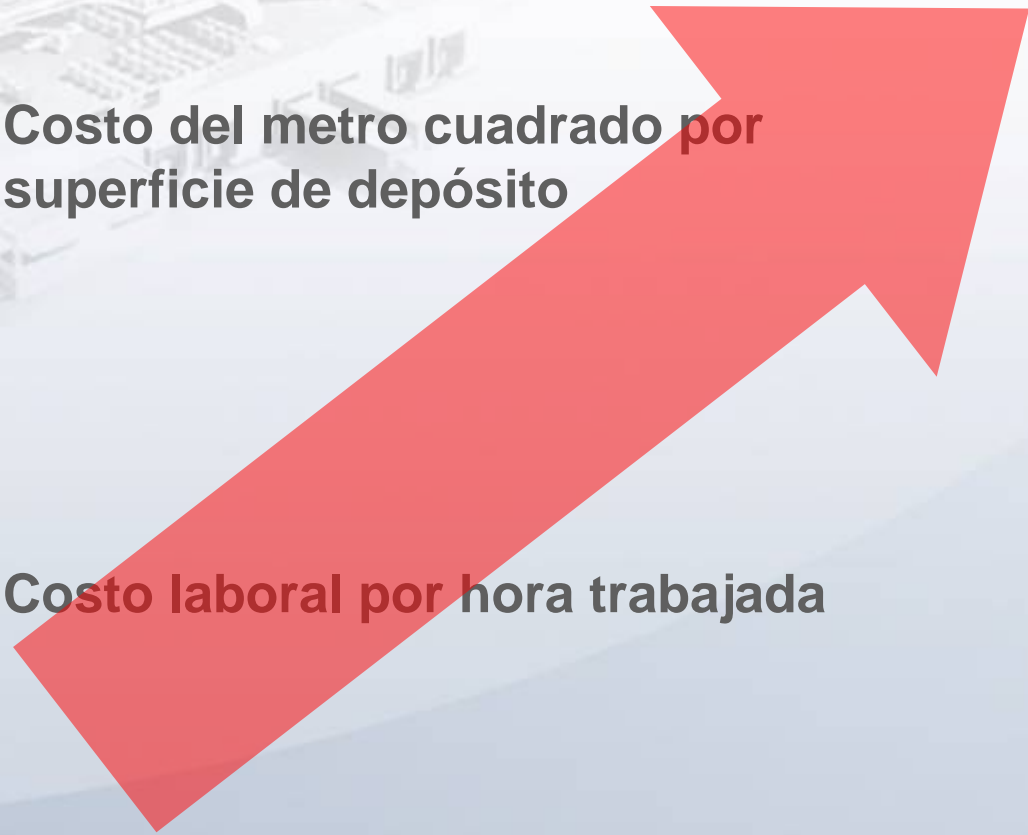 Costo del metro cuadrado por
superficie de depósito
Costo laboral por hora trabajada